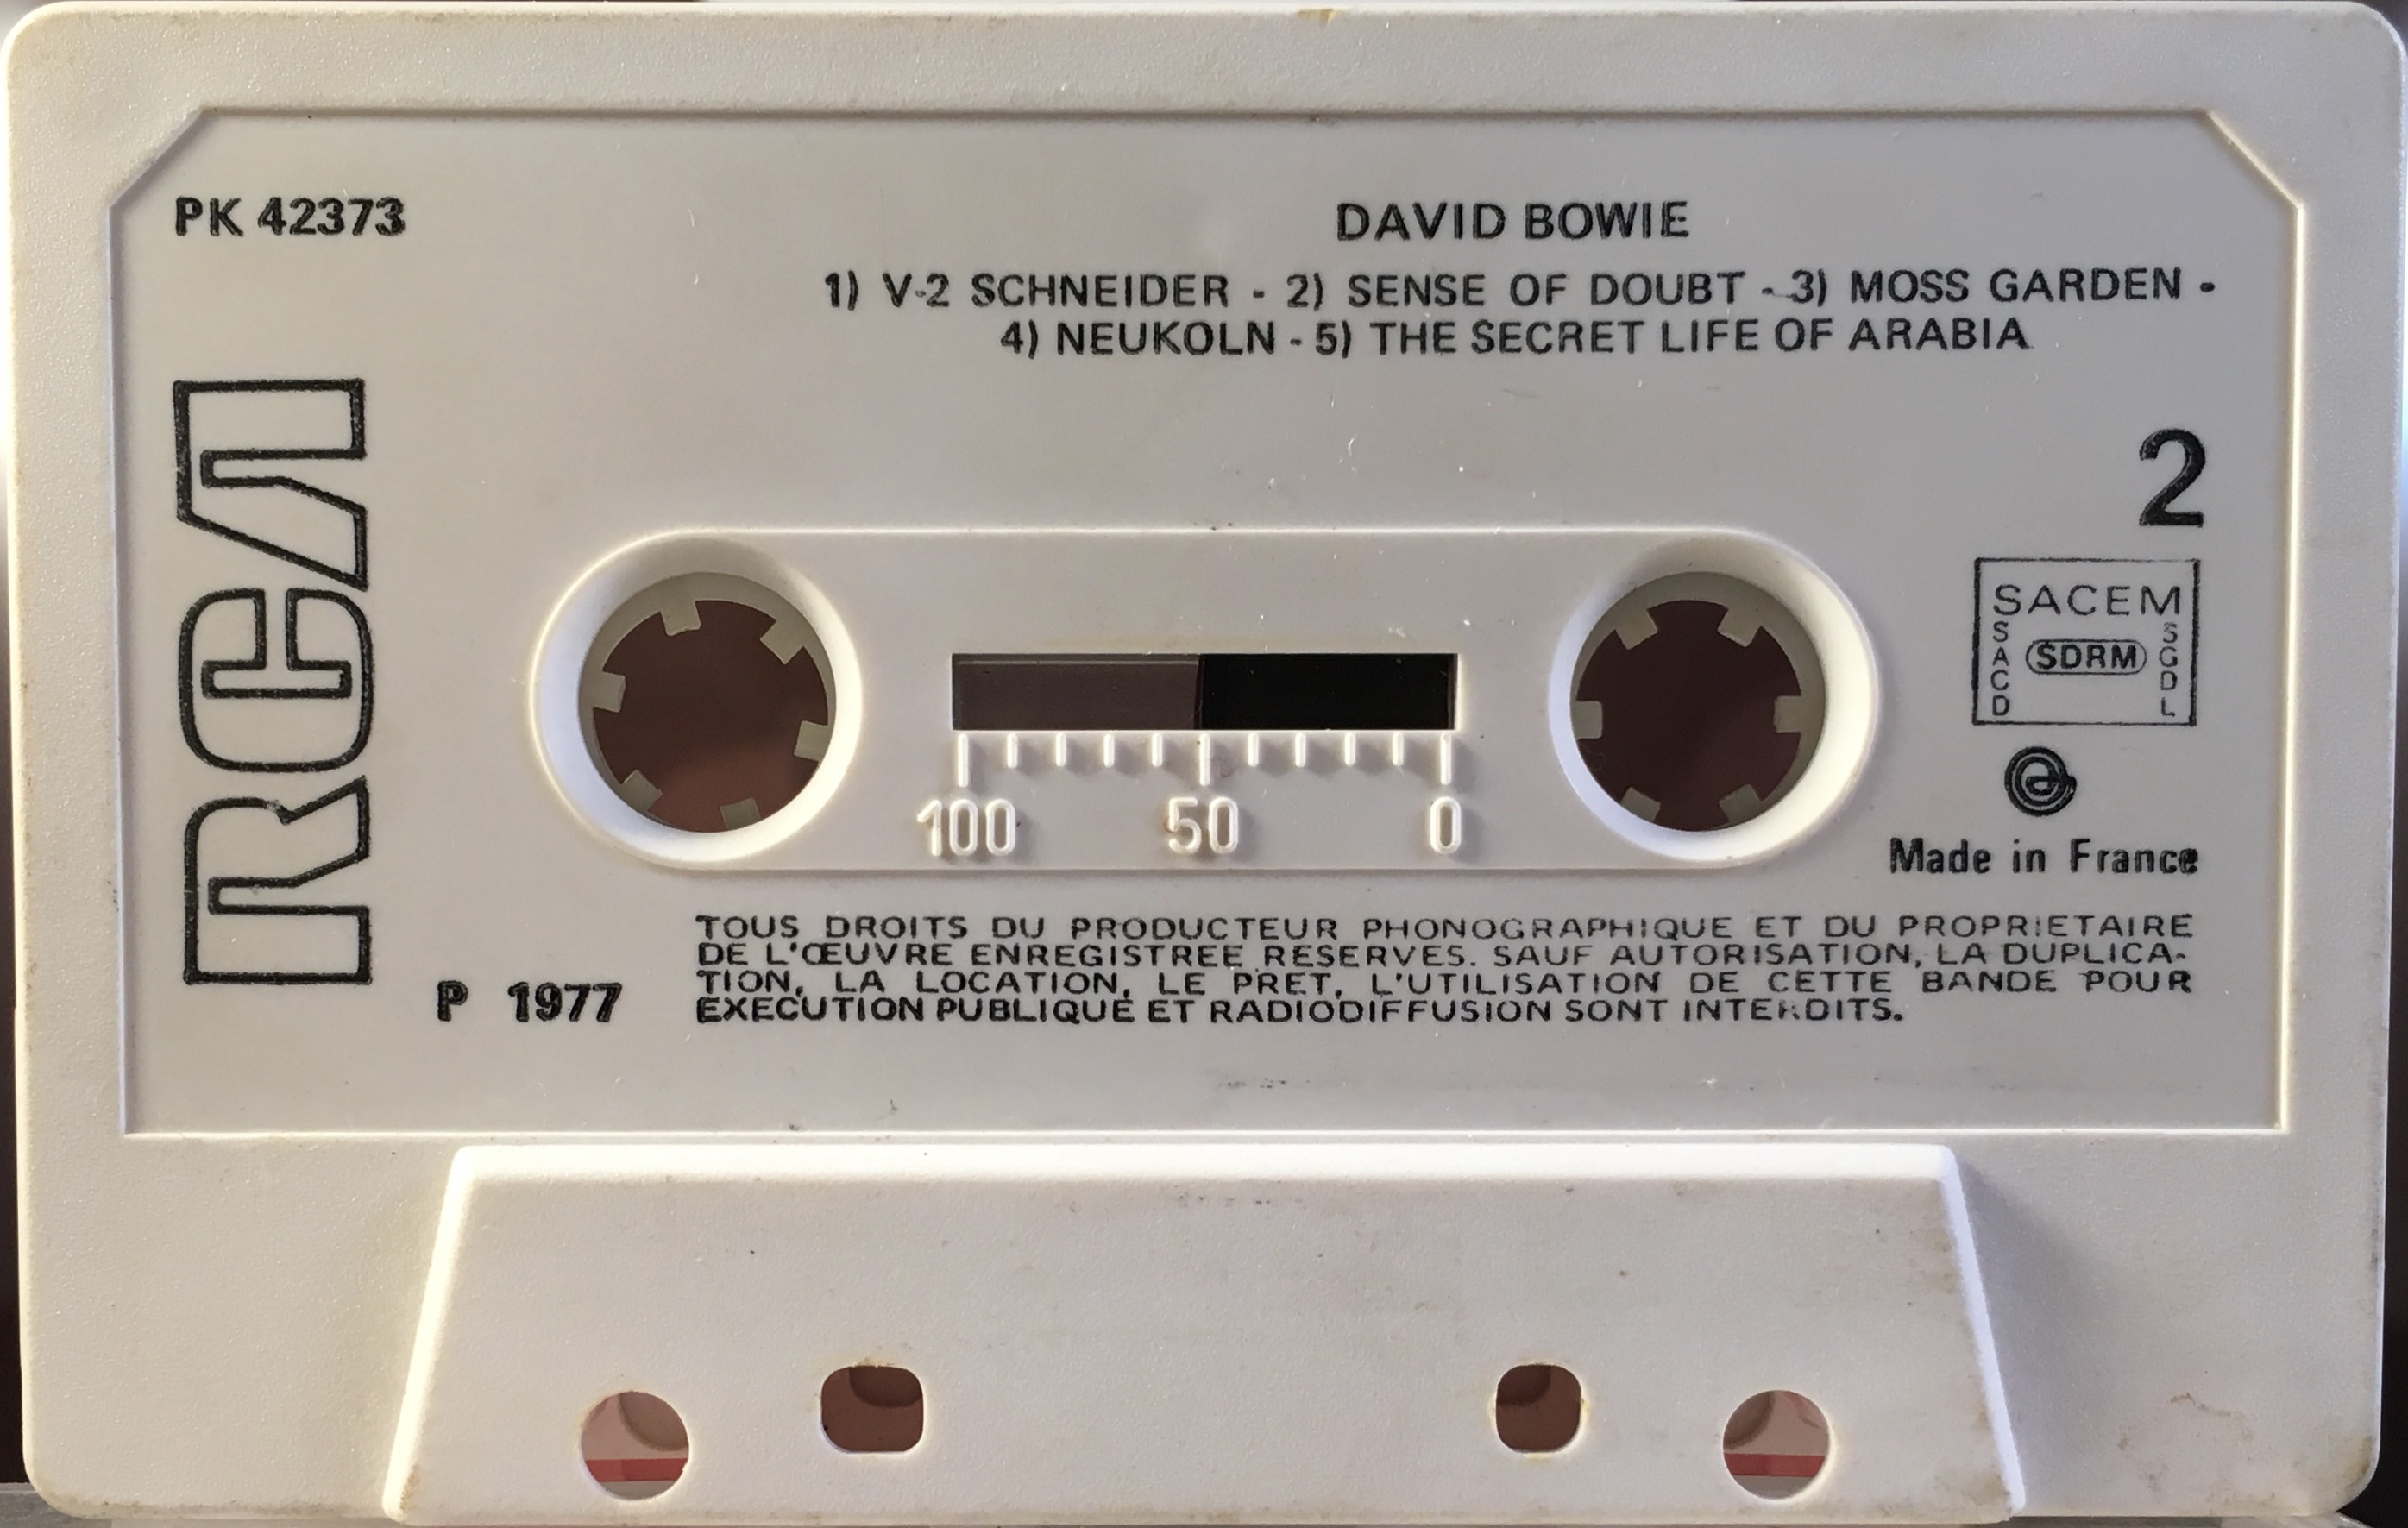 PK 42373
DAVID BOWIE
1) V-2 SCHNEIDER - 2) SENSE OF DOUBT - 3) MOSS GARDEN -
4) NEUKOLN - 5) THE SECRET LIFE OF ARABIA
RCA
2
SACEM
SACD
SDRM
SGDL
100 50 0
Made in France
P 1977
TOUS DROITS DU PRODUCTEUR PHONOGRAPHIQUE ET DU PROPRIETAIRE
DE L'ŒUVRE ENREGISTREE RESERVES. SAUF AUTORISATION, LA DUPLICA-
TION, LA LOCATION, LE PRET, L'UTILISATION DE CETTE BANDE POUR
EXECUTION PUBLIQUE ET RADIODIFFUSION SONT INTERDITS.